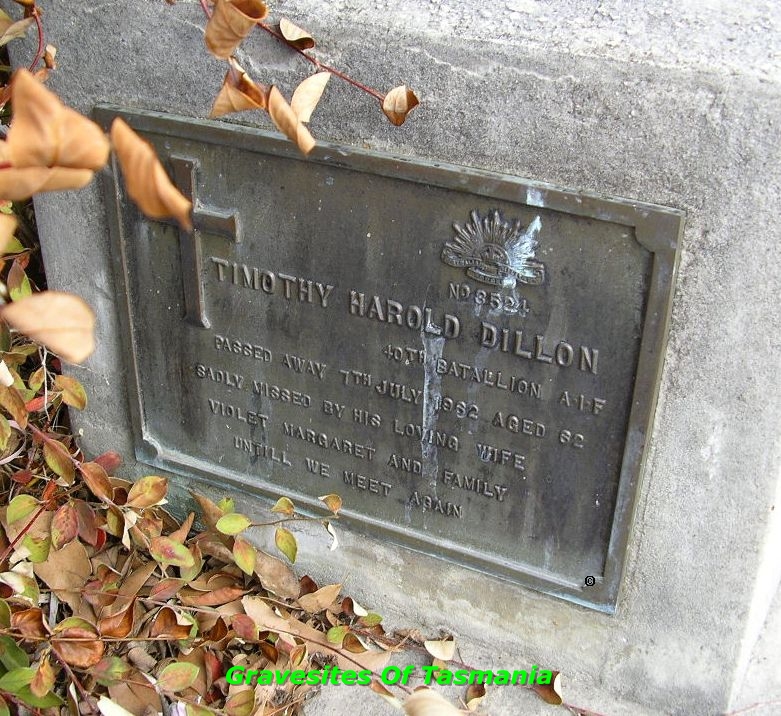 No 3524
TIMOTHY HAROLD DILLON
40TH BATALLION A·I·F
PASSED AWAY 7TH JULY 1962 AGED 62
SADLY MISSED BY HIS LOVING WIFE
VIOLET MARGARET AND FAMILY
UNTILL WE MEET AGAIN
©
Gravesites Of Tasmania